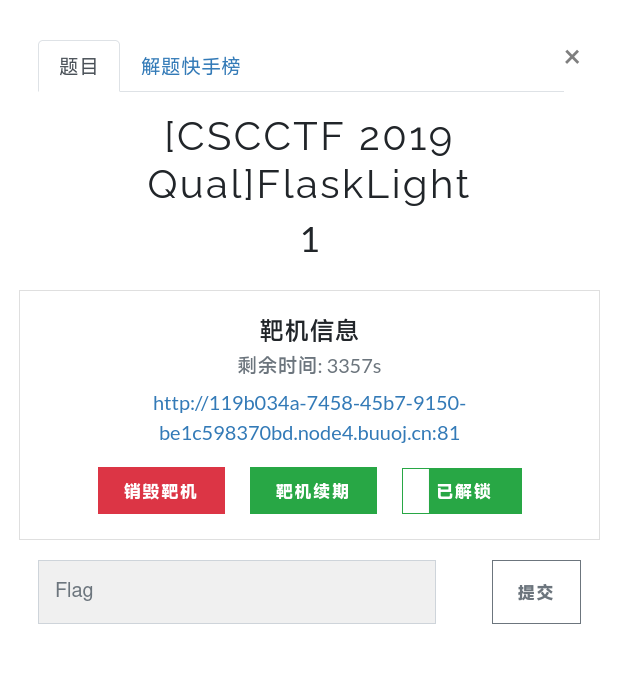 题目
解题快手榜
×
[CSCCTF 2019
Qual]FlaskLight
1
靶机信息
剩余时间: 3357s
http://119b034a-7458-45b7-9150-
be1c598370bd.node4.buuoj.cn:81
销毁靶机
靶机续期
已解锁
Flag
提交